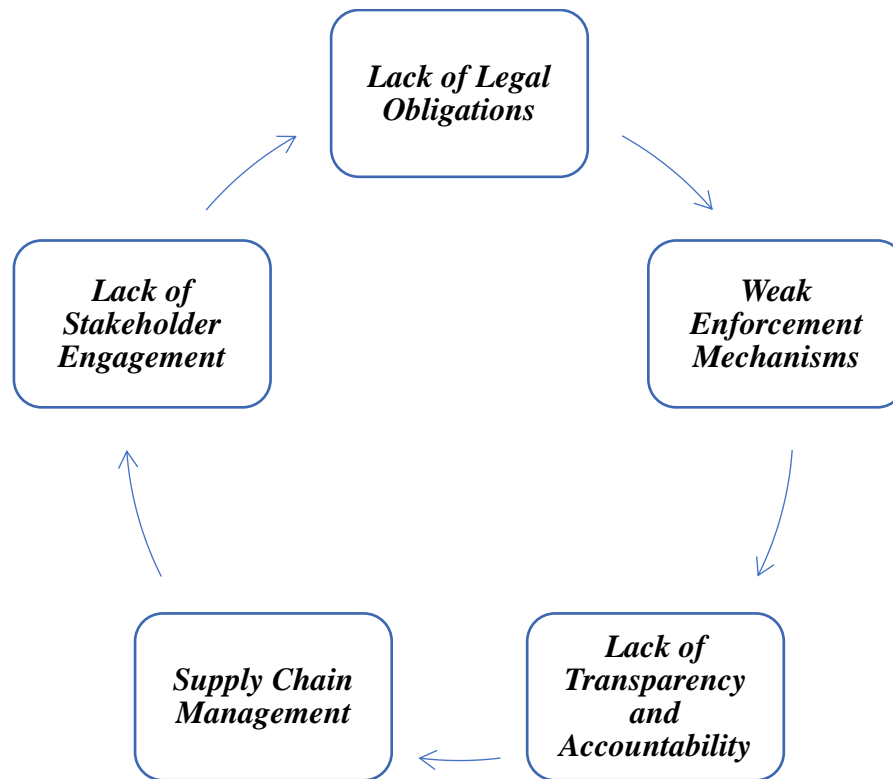 Lack of Legal
Obligations
Weak
Enforcement
Mechanisms
Lack of
Transparency
and
Accountability
Supply Chain
Management
Lack of
Stakeholder
Engagement